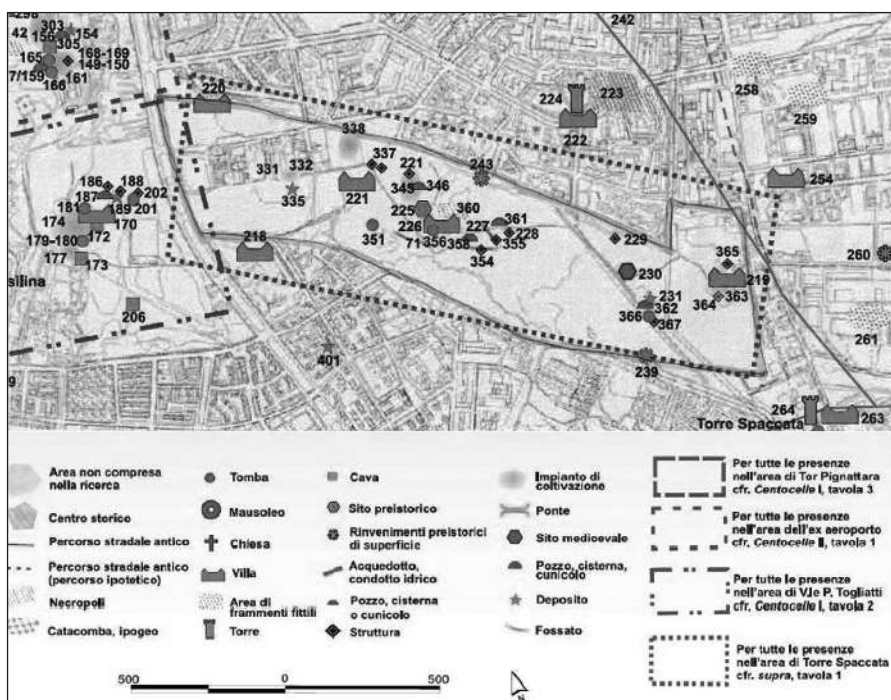 298
303
42
156
154
305
168-169
149-150
165
7/159
161
166
242
220
338
224
223
222
258
259
331
332
337
221
243
254
186
188
187
202
189
201
181
170
174
172
179-180
177
173
silina
206
335
221
345
346
360
225
226
227
361
228
351
71
356
358
355
354
218
229
230
365
219
260
231
362
364
363
366
367
261
401
239
264
263
Torre Spaccata
9
Area non compresa
nella ricerca
Centro storico
Percorso stradale antico
Percorso stradale antico
(percorso ipotetico)
Necropoli
Catacomba, ipogeo
Tomba
Mausoleo
Chiesa
Villa
Area di
frammenti fittili
Torre
Cava
Sito preistorico
Rinvenimenti preistorici
di superficie
Acquedotto,
condotto idrico
Pozzo, cisterna
o cunicolo
Struttura
Impianto di
coltivazione
Ponte
Sito medioevale
Pozzo, cisterna,
cunicolo
Deposito
Fossato
Per tutte le presenze
nell'area di Tor Pignattara
cfr. Centocelle I, tavola 3
Per tutte le presenze
nell'area dell'ex aeroporto
cfr. Centocelle II, tavola 1
Per tutte le presenze
nell'area di V.le P. Togliatti
cfr. Centocelle I, tavola 2
Per tutte le presenze
nell'area di Torre Spaccata
cfr. supra, tavola 1
500 0 500
N